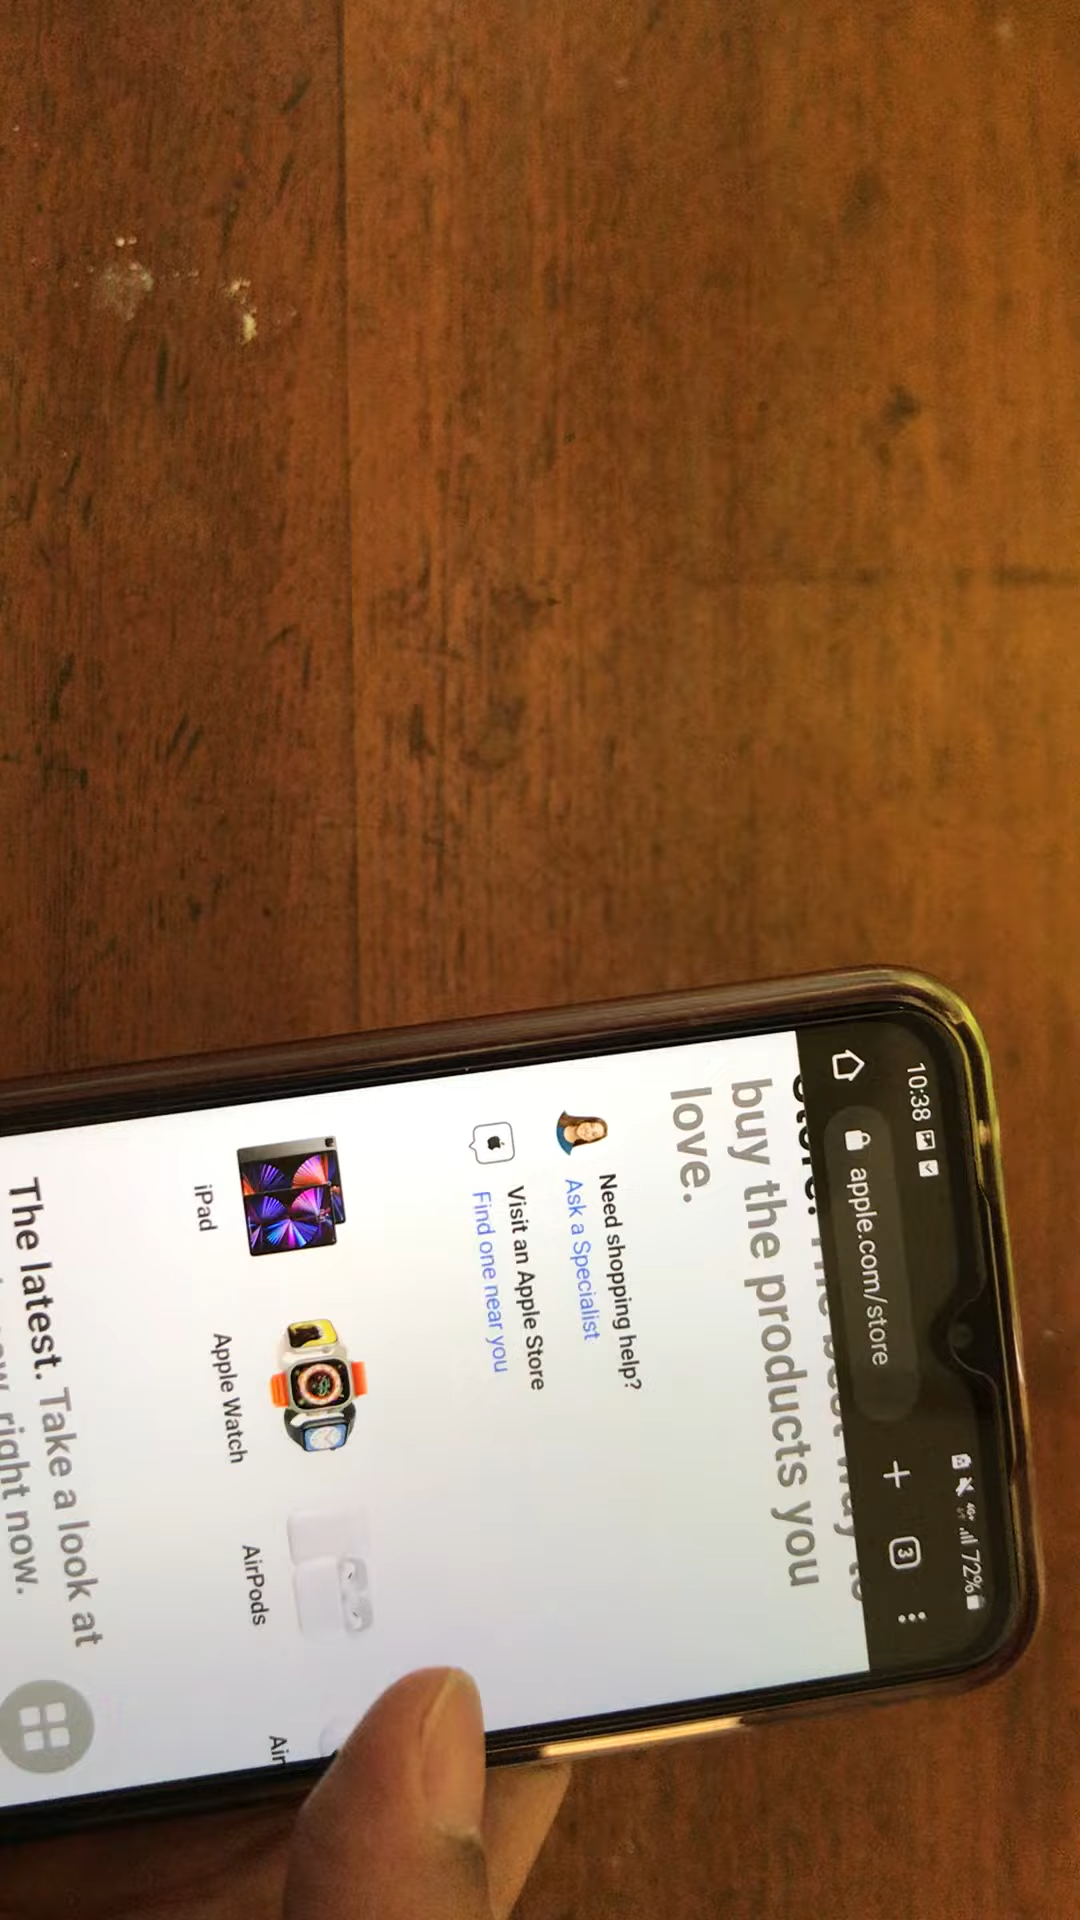 10:38
72%
apple.com/store
3
buy the products you
love.
Need shopping help?
Ask a Specialist
Visit an Apple Store
Find one near you
iPad
Apple Watch
AirPods
The latest. Take a look at
right now.